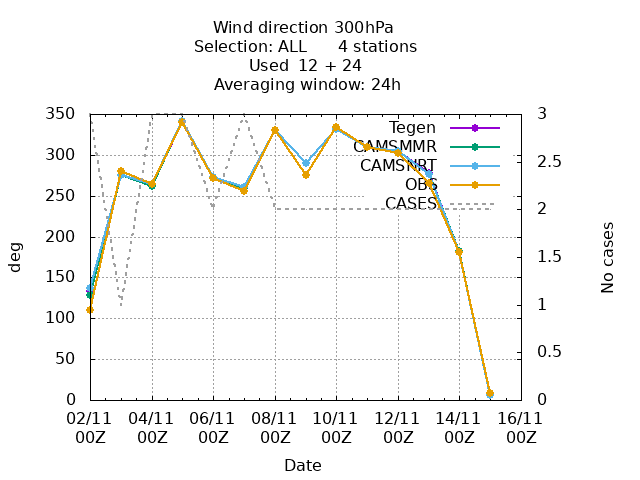 Wind direction 300hPa
Selection: ALL 4 stations
Used 12 + 24
Averaging window: 24h
350
300
250
200
150
100
50
0
deg
3
2.5
2
1.5
1
0.5
0
No cases
Tegen
CAMSMMR
CAMSNRT
OBS
CASES
02/11 04/11 06/11 08/11 10/11 12/11 14/11 16/11
00Z 00Z 00Z 00Z 00Z 00Z 00Z 00Z
Date